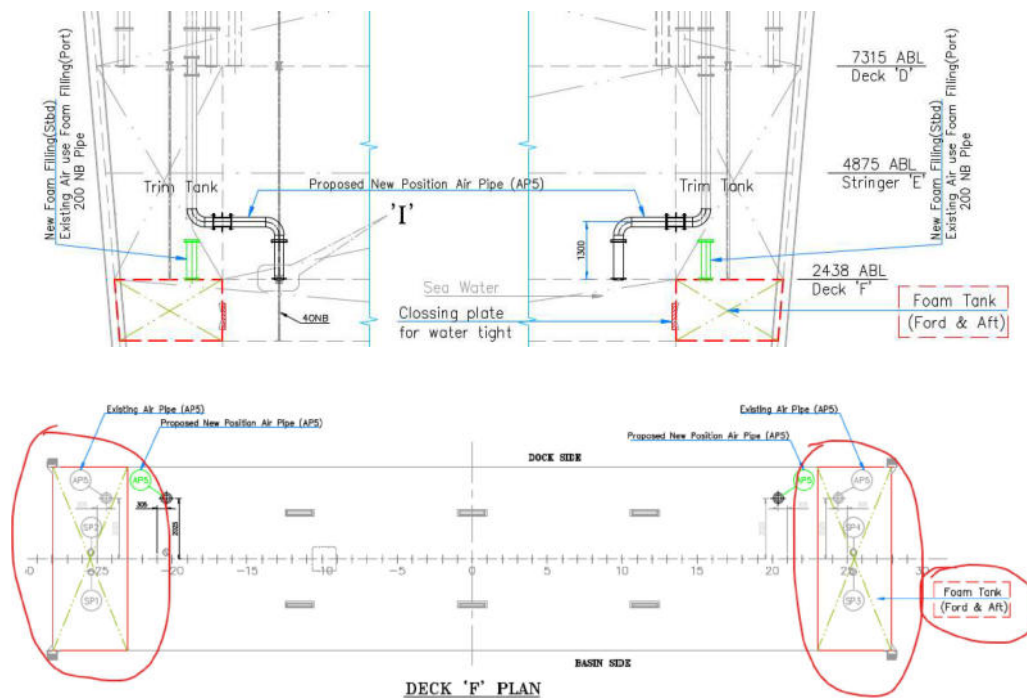 7315 ABL
Deck 'D'
New Foam Filling(Stbd)
Existing Air use Foam Filling(Port)
200 NB Pipe
Trim Tank
Proposed New Position Air Pipe (AP5)
Trim Tank
4875 ABL
Stringer 'E'
New Foam Filling(Stbd)
Existing Air use Foam Filling(Port)
200 NB Pipe
'I'
1300
2438 ABL
Deck 'F'
Sea Water
40NB
Clossing plate
for water tight
Foam Tank
(Ford & Aft)
Existing Air Pipe (AP5)
Proposed New Position Air Pipe (AP5)
Existing Air Pipe (AP5)
Proposed New Position Air Pipe (AP5)
DOCK SIDE
AP5
AP5
AP5
AP5
305
2025
SP2
SP4
-25
-20
-15
-10
-5
0
5
10
15
20
25
30
SP1
SP3
Foam Tank
(Ford & Aft)
BASIN SIDE
DECK 'F' PLAN